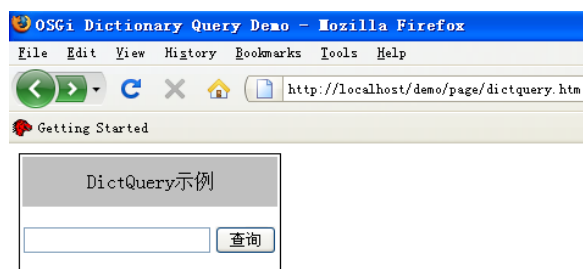 OSGi Dictionary Query Demo - Mozilla Firefox
File Edit View History Bookmarks Tools Help
http://localhost/demo/page/dictquery.htm
Getting Started
DictQuery示例
查询